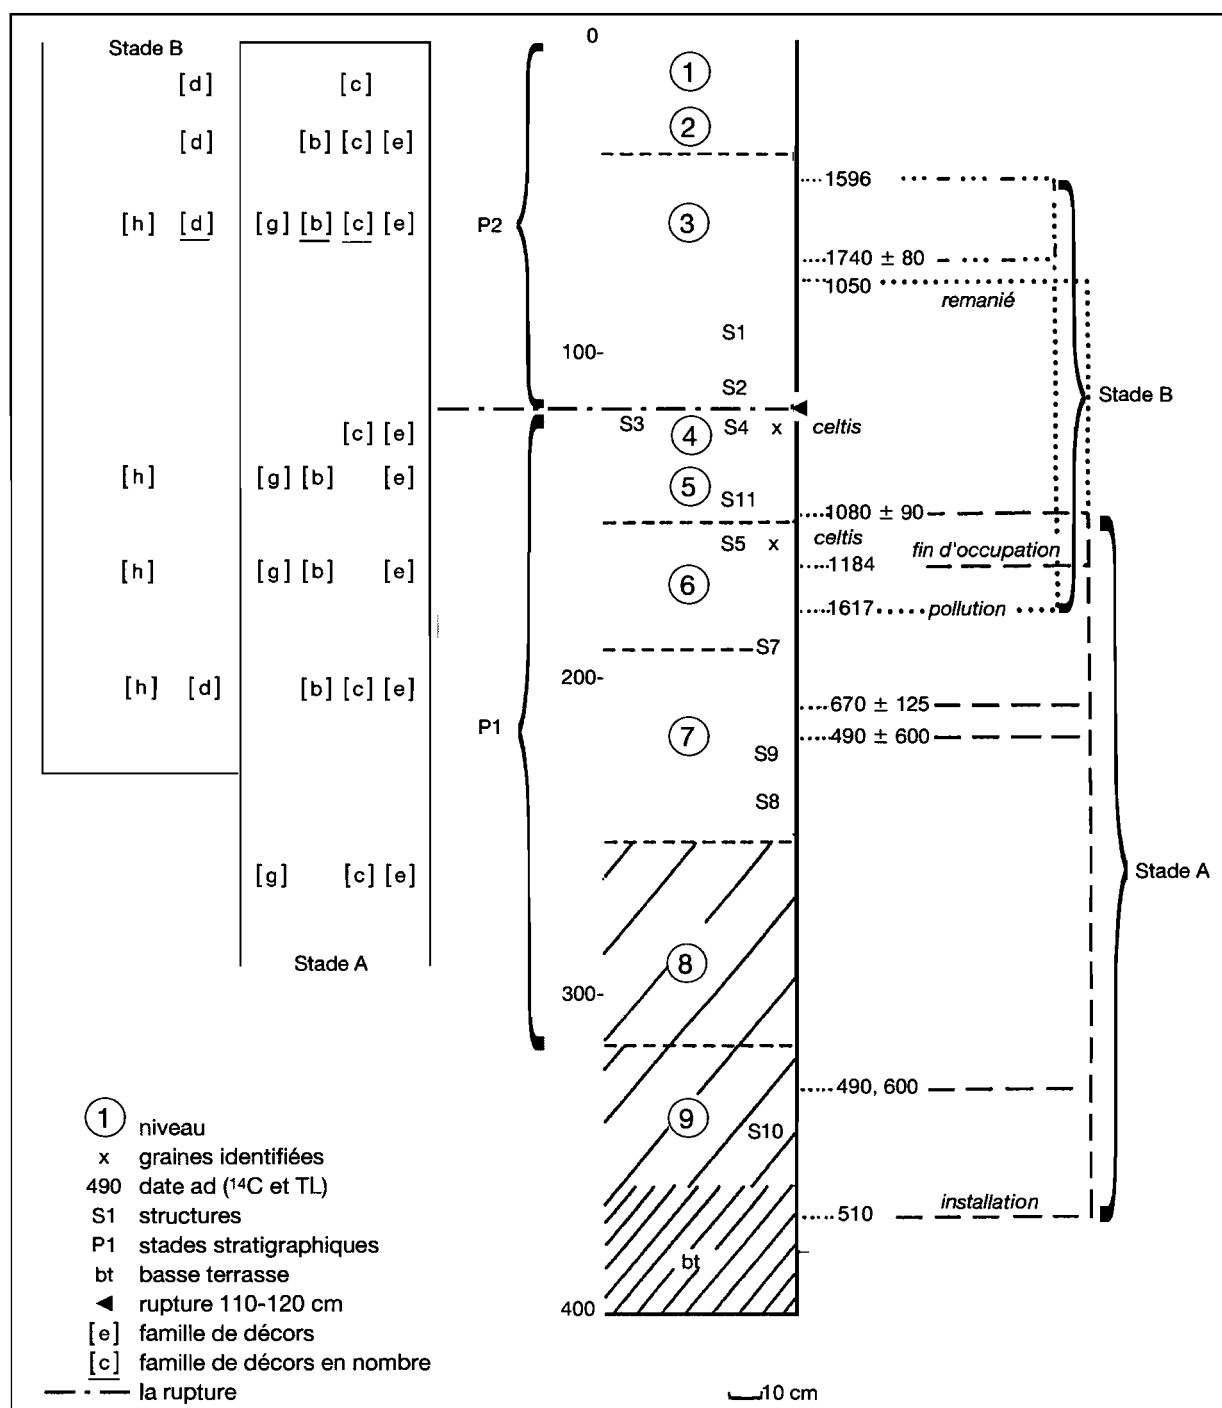 Stade B
0
[d] [c]
1
[d] [b] [c] [e]
2
.....1596
[h] [d] [g] [b] [c] [e]
P2
3
....1740 ± 80
....1050
remanié
S1
100-
S2
Stade B
[c] [e]
S3
4
S4 x celtis
[h] [g] [b] [e]
5
S11
....1080 ± 90
S5 x celtis
fin d'occupation
....1184
[h] [g] [b] [e]
6
.....1617 pollution
S7
200-
[h] [d] [b] [c] [e]
.....670 ± 125
P1
7
.....490 ± 600
S9
S8
Stade A
[g] [c] [e]
Stade A
8
300-
.....490, 600
9
S10
.....510
installation
bt
400
1 niveau
x graines identifiées
490 date ad (¹⁴C et TL)
S1 structures
P1 stades stratigraphiques
bt basse terrasse
◄ rupture 110-120 cm
[e] famille de décors
[c] famille de décors en nombre
la rupture
10 cm